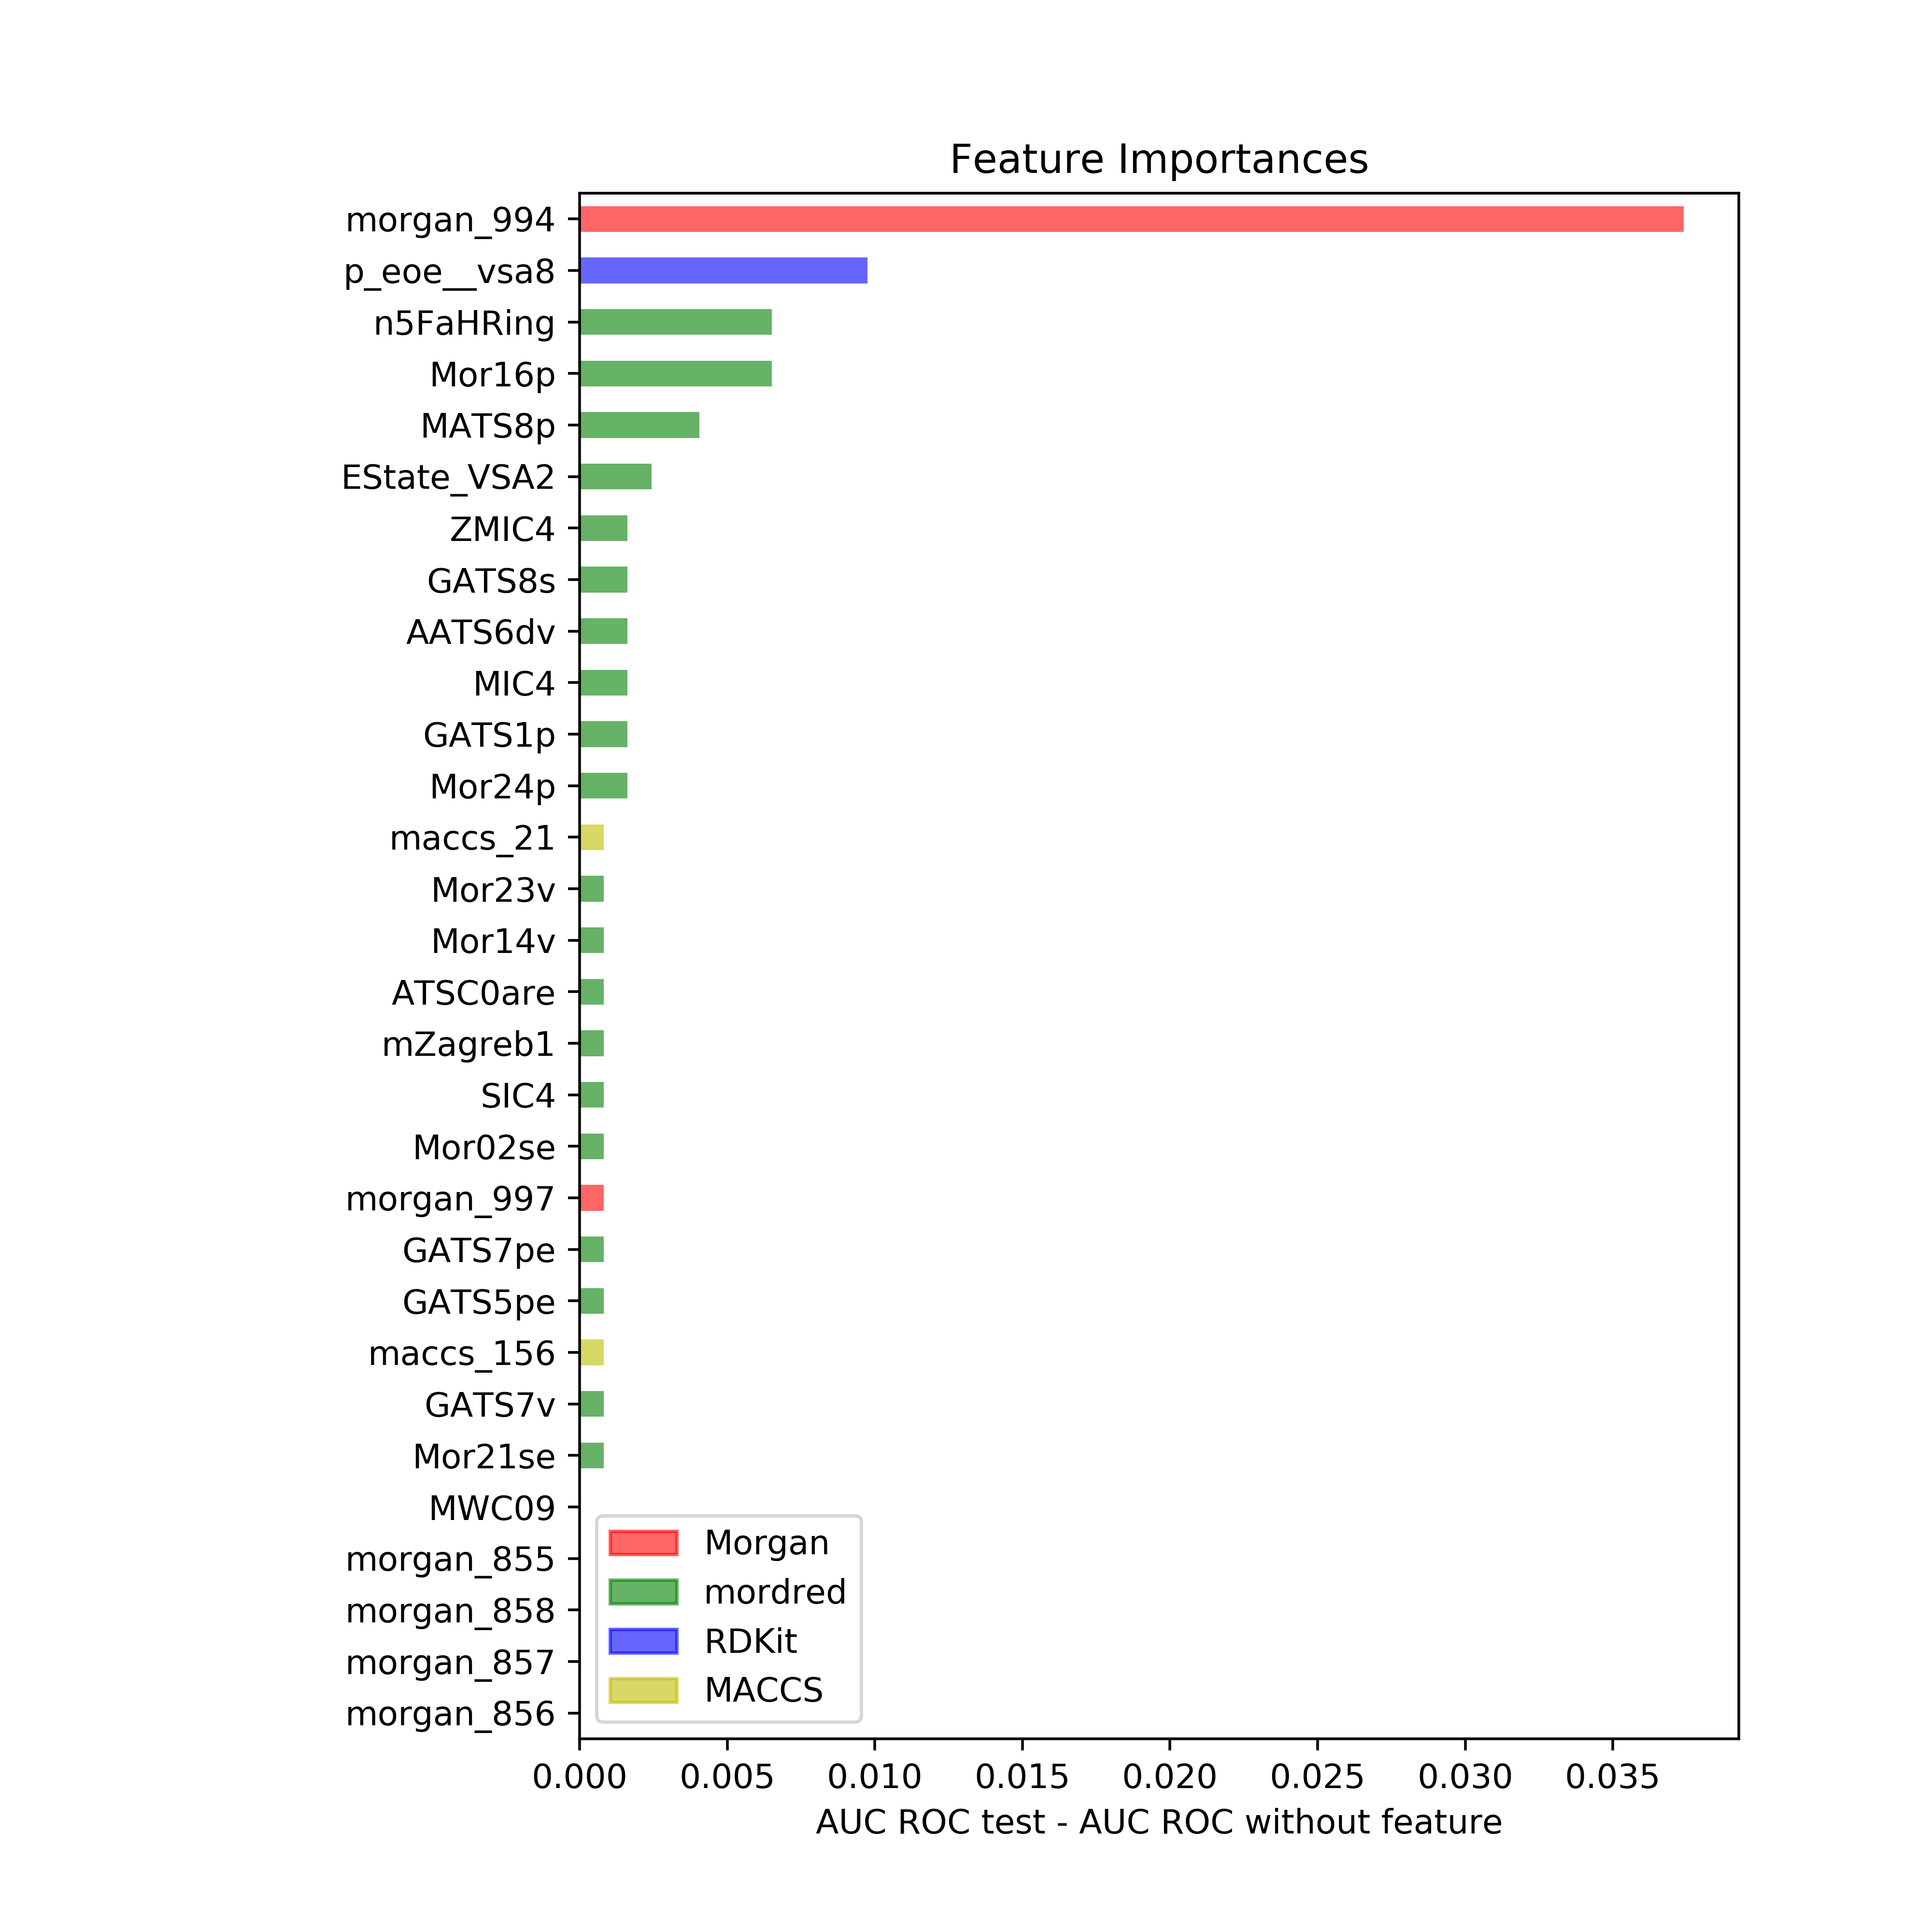 Feature Importances
morgan_994
p_eoe__vsa8
n5FaHRing
Mor16p
MATS8p
EState_VSA2
ZMIC4
GATS8s
AATS6dv
MIC4
GATS1p
Mor24p
maccs_21
Mor23v
Mor14v
ATSC0are
mZagreb1
SIC4
Mor02se
morgan_997
GATS7pe
GATS5pe
maccs_156
GATS7v
Mor21se
MWC09
morgan_855
morgan_858
morgan_857
morgan_856
Morgan
mordred
RDKit
MACCS
0.000 0.005 0.010 0.015 0.020 0.025 0.030 0.035
AUC ROC test - AUC ROC without feature